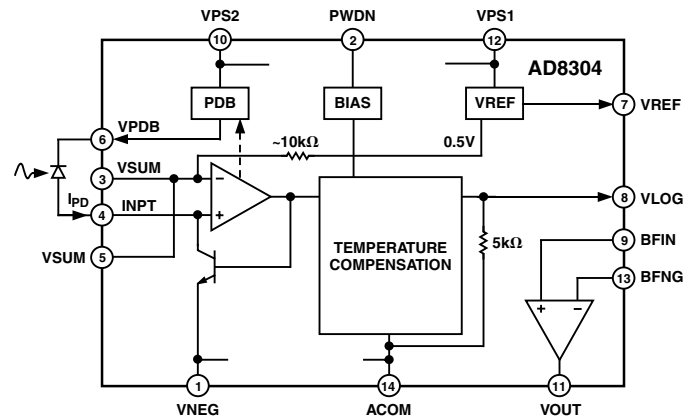 VPS2 PWDN VPS1
10 2 12
AD8304
PDB BIAS VREF 7 VREF
VPDB 6
~10kΩ 0.5V
3 VSUM
IPD
4 INPT
8 VLOG
VSUM 5
TEMPERATURE
COMPENSATION
5kΩ
9 BFIN
13 BFNG
− +
+ −
1 14 11
VNEG ACOM VOUT